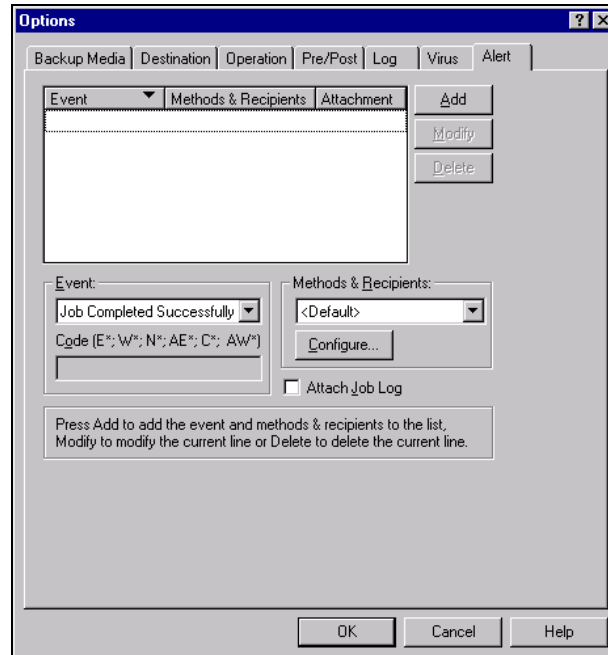 Options
Backup Media Destination Operation Pre/Post Log Virus Alert
Event Methods & Recipients Attachment
Add
Modify
Delete
Event:
Job Completed Successfully
Code (E*; W*; N*; AE*; C*; AW*)
Methods & Recipients:
<Default>
Configure...
Attach Job Log
Press Add to add the event and methods & recipients to the list,
Modify to modify the current line or Delete to delete the current line.
OK Cancel Help